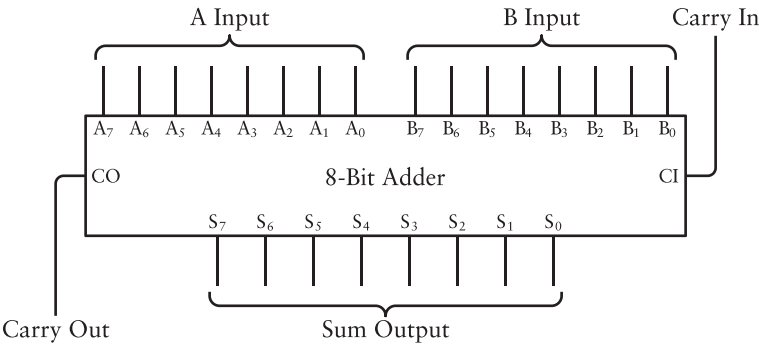 A Input B Input Carry In
A₇ A₆ A₅ A₄ A₃ A₂ A₁ A₀ B₇ B₆ B₅ B₄ B₃ B₂ B₁ B₀
CO 8-Bit Adder CI
S₇ S₆ S₅ S₄ S₃ S₂ S₁ S₀
Carry Out Sum Output